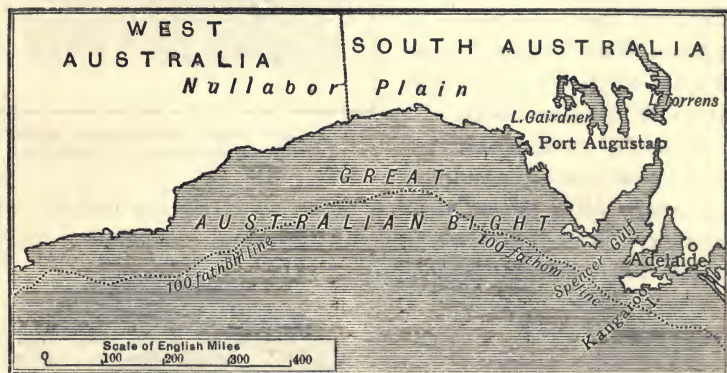 WEST
AUSTRALIA
SOUTH AUSTRALIA
Nullabor Plain
L. Gairdner
L. Torrens
Port Augusta
GREAT
AUSTRALIAN BIGHT
100 fathom line
100 fathom
line
Spencer Gulf
Adelaide
Kangaroo I.
Scale of English Miles
0 100 200 300 400